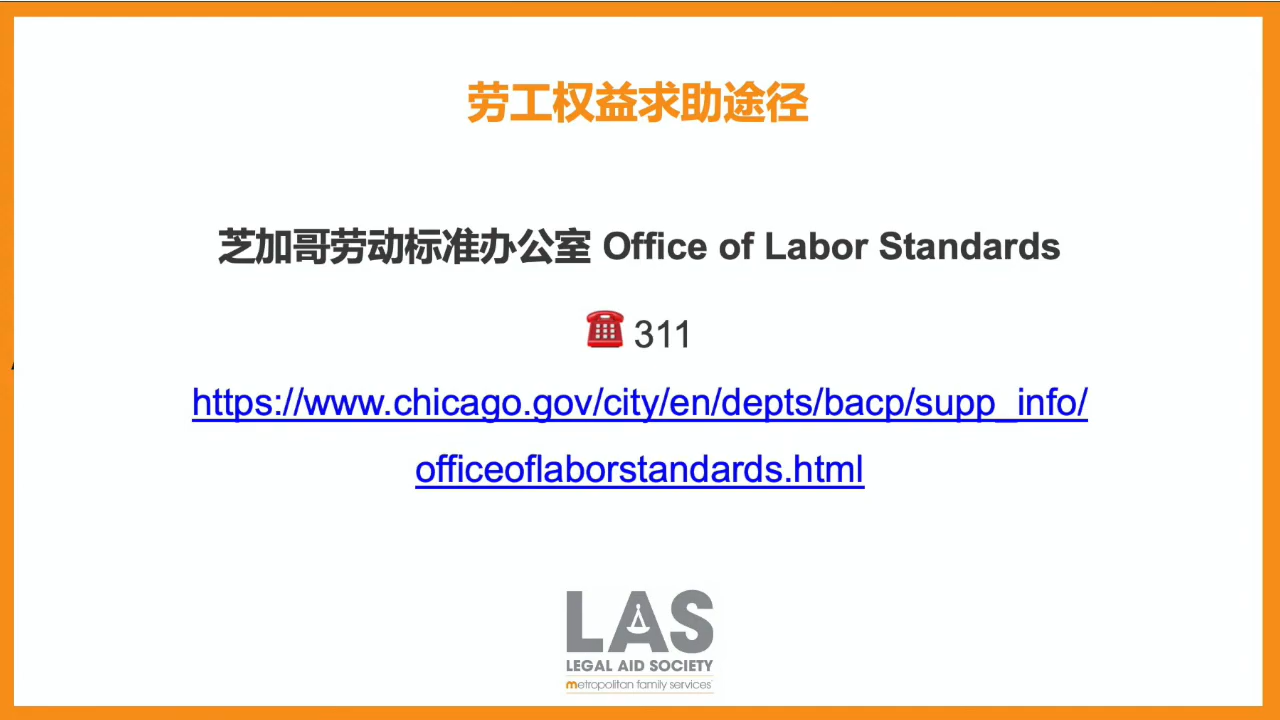 劳工权益求助途径
芝加哥劳动标准办公室 Office of Labor Standards
☎️ 311
https://www.chicago.gov/city/en/depts/bacp/supp_info/
officeoflaborstandards.html
LAS
LEGAL AID SOCIETY
metropolitan family services